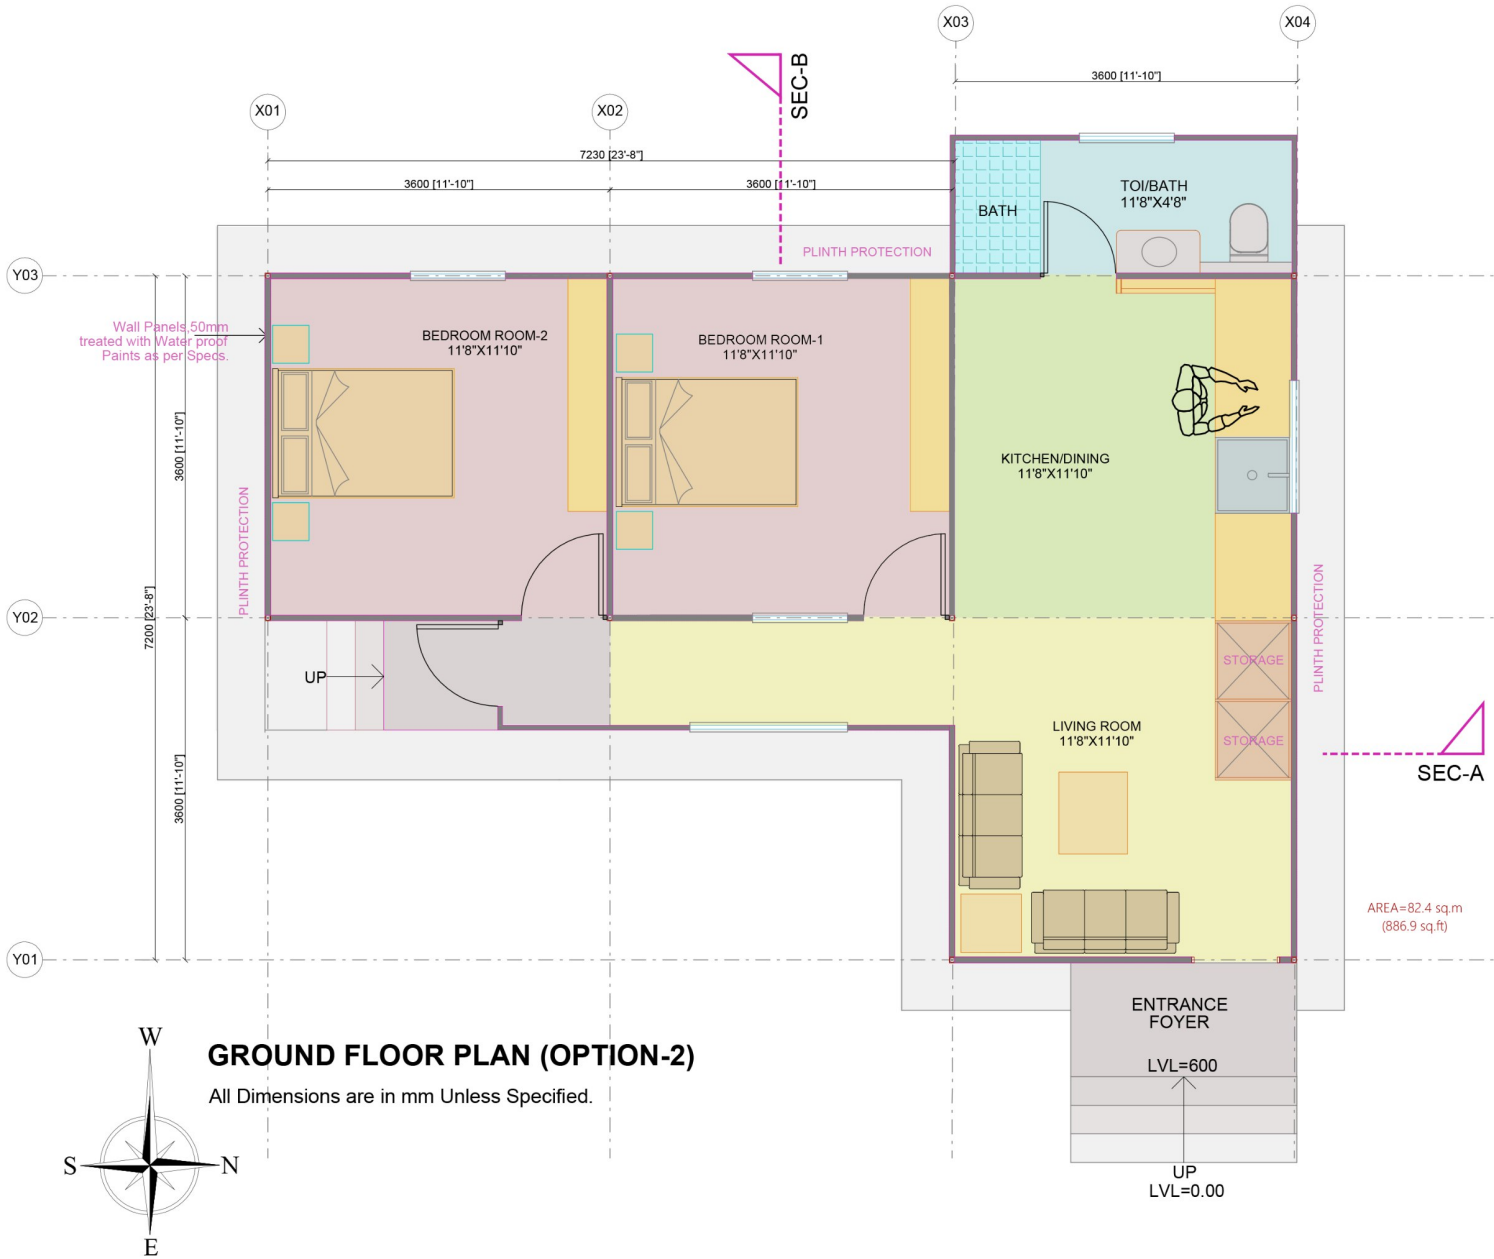 X03
X04
3600 [11'-10"]
SEC-B
X01
X02
7230 [23'-8"]
3600 [11'-10"]
3600 [11'-10"]
TOI/BATH
11'8"X4'8"
BATH
PLINTH PROTECTION
Y03
Wall Panels,50mm
treated with Water proof
Paints as per Specs.
BEDROOM ROOM-2
11'8"X11'10"
BEDROOM ROOM-1
11'8"X11'10"
3600 [11'-10"]
KITCHEN/DINING
11'8"X11'10"
PLINTH PROTECTION
PLINTH PROTECTION
Y02
7200 [23'-8"]
UP
STORAGE
LIVING ROOM
11'8"X11'10"
STORAGE
SEC-A
3600 [11'-10"]
AREA=82.4 sq.m
(886.9 sq.ft)
Y01
ENTRANCE
FOYER
LVL=600
UP
LVL=0.00
GROUND FLOOR PLAN (OPTION-2)
All Dimensions are in mm Unless Specified.
W
S
N
E